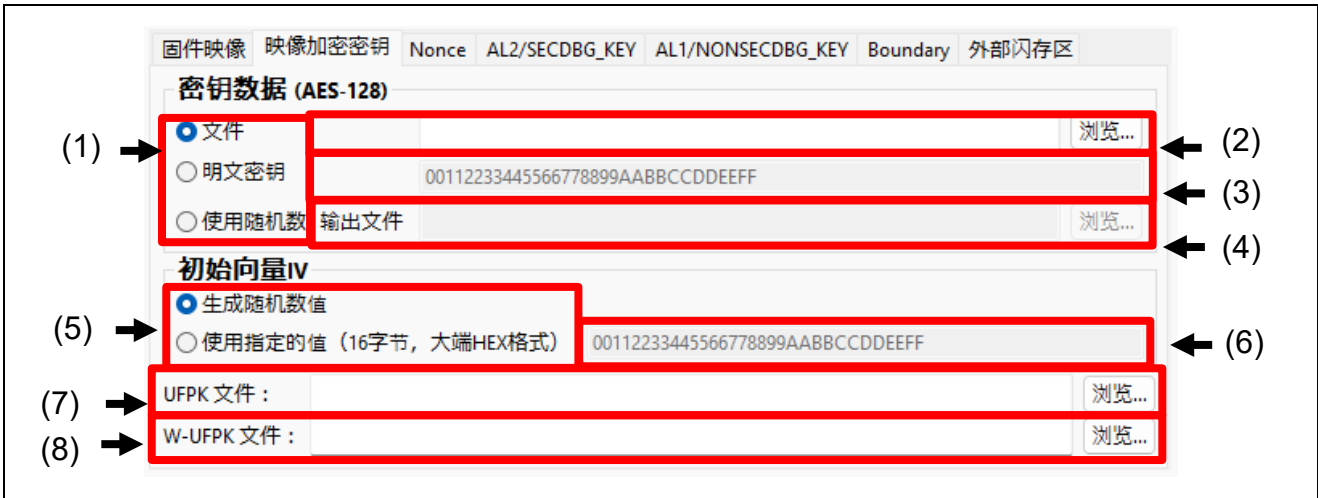 固件映像 映像加密密钥 Nonce AL2/SECDBG_KEY AL1/NONSECDBG_KEY Boundary 外部闪存区
密钥数据 (AES-128)
(1) 文件 浏览... (2)
明文密钥 00112233445566778899AABBCCDDEEFF (3)
使用随机数 输出文件 浏览... (4)
初始向量IV
生成随机数值
(5) 使用指定的值（16字节，大端HEX格式） 00112233445566778899AABBCCDDEEFF (6)
(7) UFPK 文件： 浏览...
(8) W-UFPK 文件： 浏览...